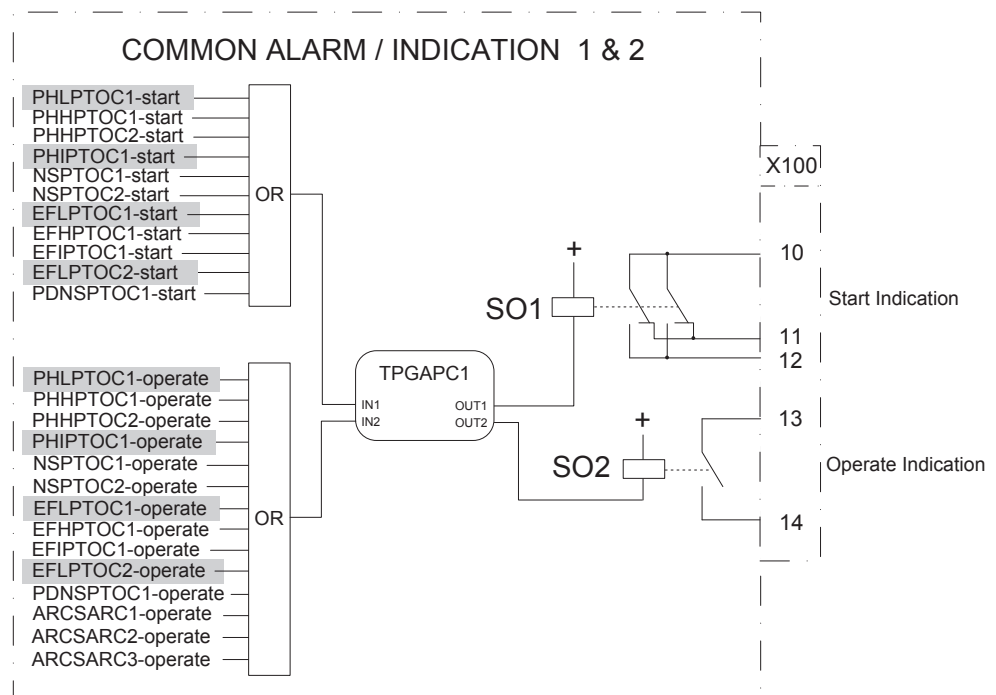 COMMON ALARM / INDICATION 1 & 2
PHLPTOC1-start
PHHPTOC1-start
PHHPTOC2-start
PHIPTOC1-start
NSPTOC1-start
NSPTOC2-start
EFLPTOC1-start
EFHPTOC1-start
EFIPTOC1-start
EFLPTOC2-start
PDNSPTOC1-start
OR
PHLPTOC1-operate
PHHPTOC1-operate
PHHPTOC2-operate
PHIPTOC1-operate
NSPTOC1-operate
NSPTOC2-operate
EFLPTOC1-operate
EFHPTOC1-operate
EFIPTOC1-operate
EFLPTOC2-operate
PDNSPTOC1-operate
ARCSARC1-operate
ARCSARC2-operate
ARCSARC3-operate
OR
TPGAPC1
IN1
IN2
OUT1
OUT2
+
SO1
+
SO2
X100
10
11
12
Start Indication
13
14
Operate Indication